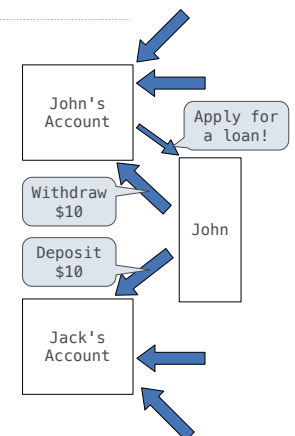 John's
Account
Apply for
a loan!
Withdraw
$10
John
Deposit
$10
Jack's
Account